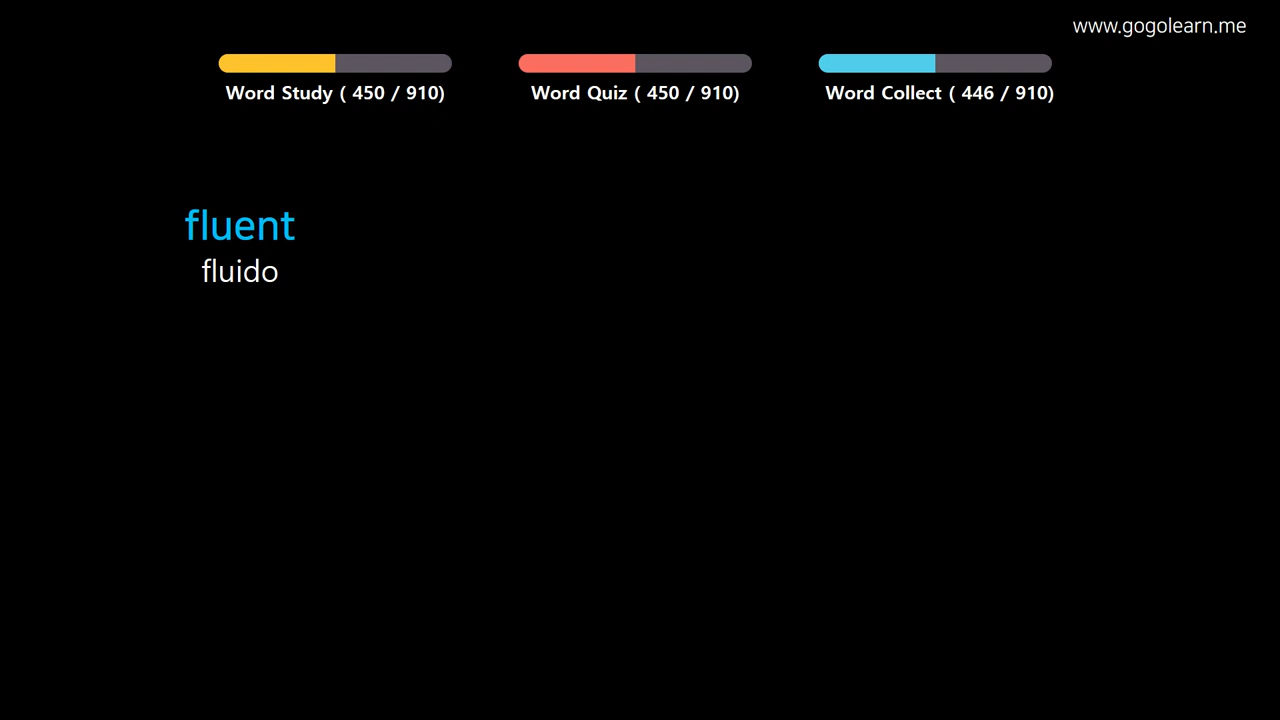 www.gogolearn.me
Word Study ( 450 / 910)
Word Quiz ( 450 / 910)
Word Collect ( 446 / 910)
fluent
fluido